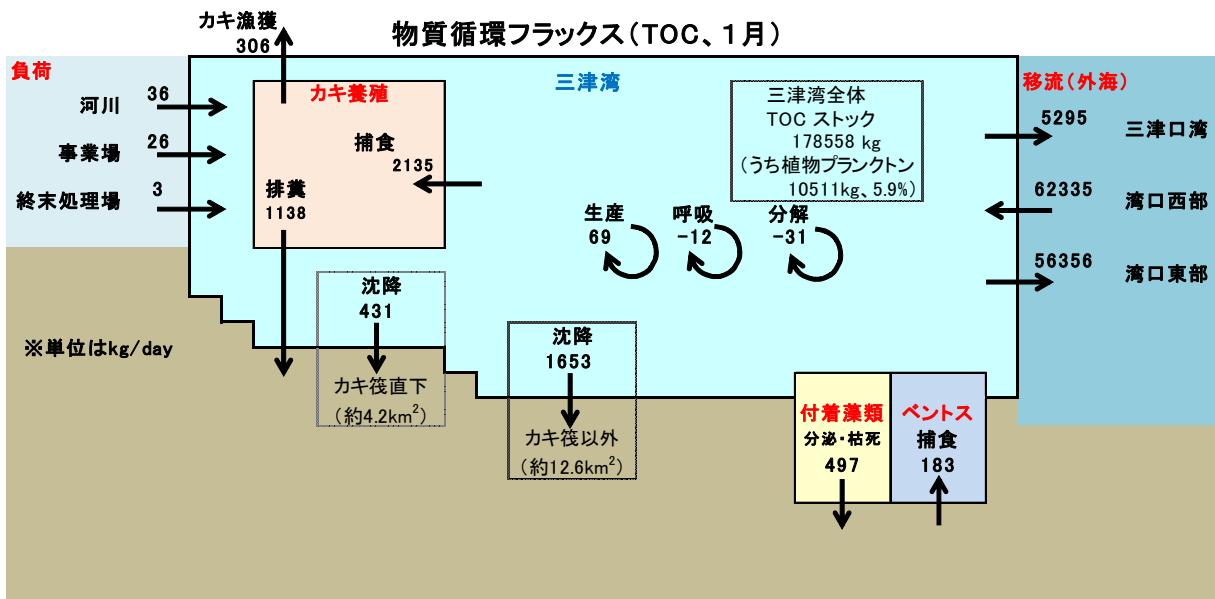 物質循環フラックス（TOC、１月）
カキ漁獲
306
負荷
河川
36
事業場
26
終末処理場
3
カキ養殖
捕食
2135
排糞
1138
三津湾
三津湾全体
TOC ストック
178558 kg
（うち植物プランクトン
10511kg、5.9%）
生産
69
呼吸
-12
分解
-31
移流（外海）
5295
三津口湾
62335
湾口西部
56356
湾口東部
※単位はkg/day
沈降
431
カキ筏直下
（約4.2km²）
沈降
1653
カキ筏以外
（約12.6km²）
付着藻類
分泌・枯死
497
ベントス
捕食
183